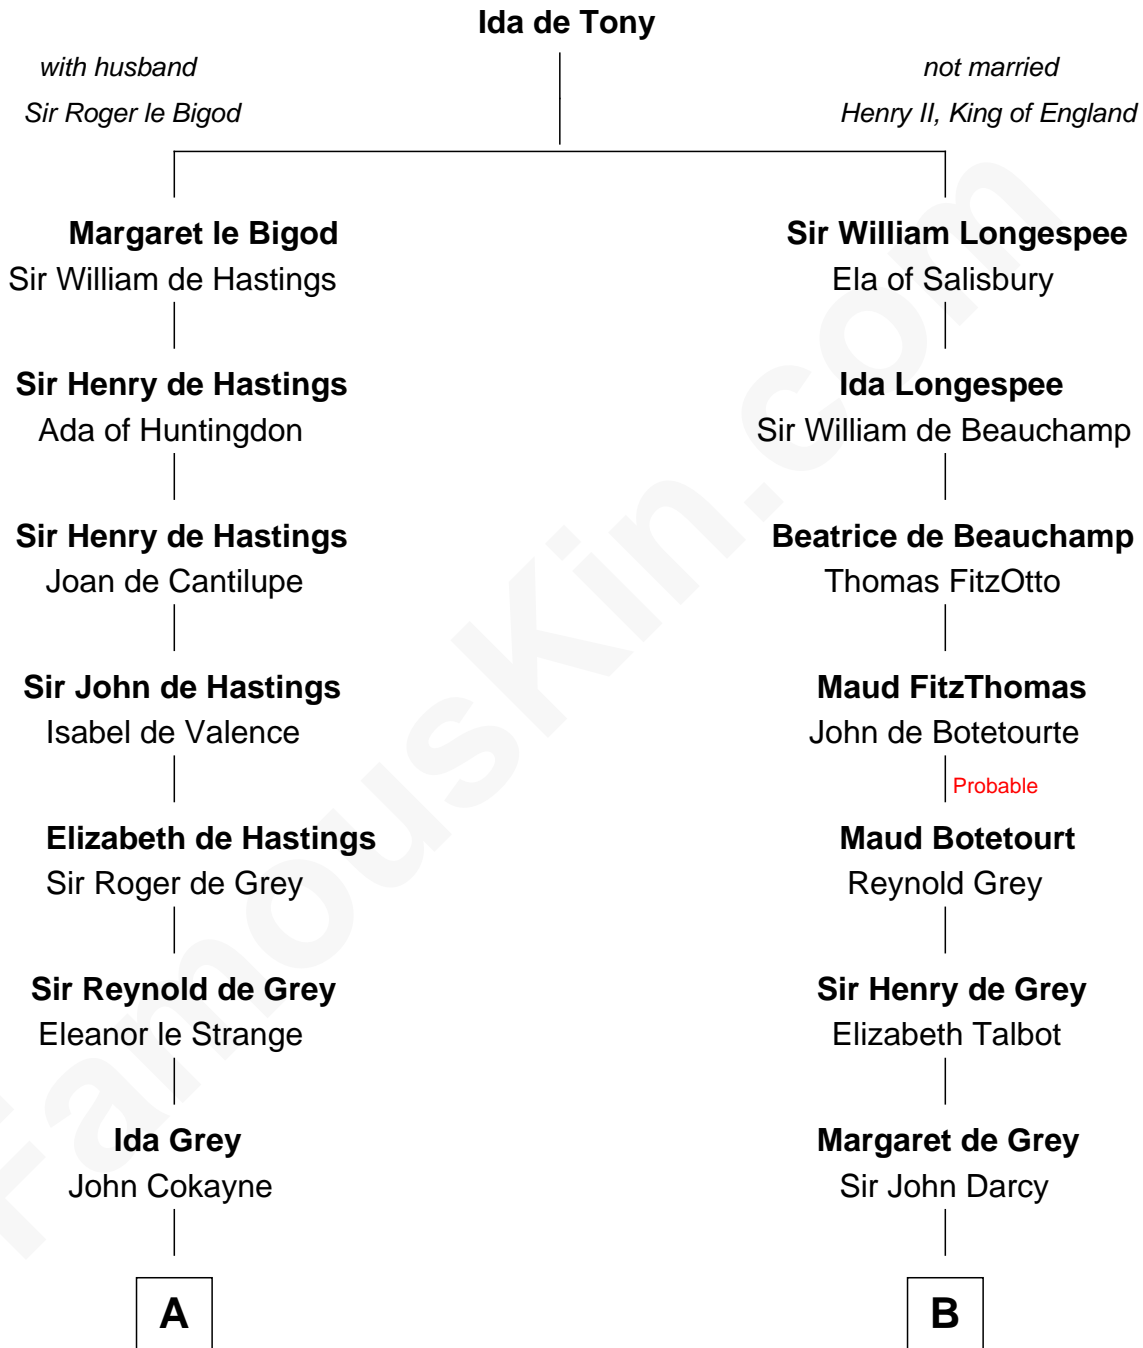 Ida de Tony
with husband
Sir Roger le Bigod
not married
Henry II, King of England
Margaret le Bigod
Sir William de Hastings
Sir William Longespee
Ela of Salisbury
Sir Henry de Hastings
Ada of Huntingdon
Ida Longespee
Sir William de Beauchamp
Sir Henry de Hastings
Joan de Cantilupe
Beatrice de Beauchamp
Thomas FitzOtto
Sir John de Hastings
Isabel de Valence
Maud FitzThomas
John de Botetourte
Probable
Elizabeth de Hastings
Sir Roger de Grey
Maud Botetourt
Reynold Grey
Sir Reynold de Grey
Eleanor le Strange
Sir Henry de Grey
Elizabeth Talbot
Ida Grey
John Cokayne
Margaret de Grey
Sir John Darcy
A
B
FamousKin.com